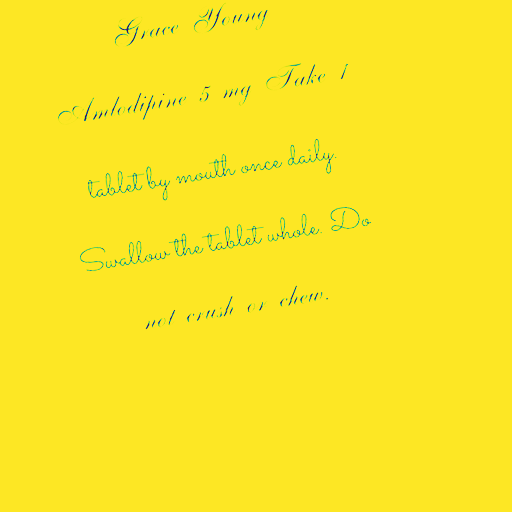 Grace Young
Amlodipine 5 mg Take 1
tablet by mouth once daily.
Swallow the tablet whole. Do
not crush or chew.